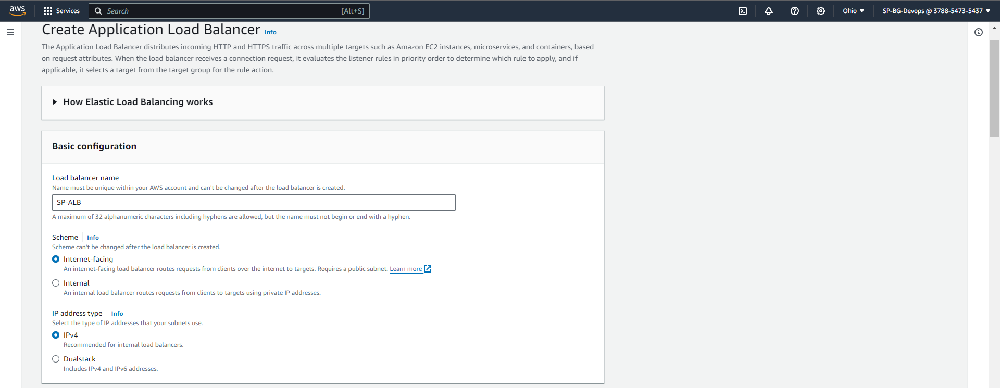 aws
Services
Search
[Alt+S]
Ohio
SP-BG-Devops @ 3788-5473-5437
Create Application Load Balancer Info
The Application Load Balancer distributes incoming HTTP and HTTPS traffic across multiple targets such as Amazon EC2 instances, microservices, and containers, based
on request attributes. When the load balancer receives a connection request, it evaluates the listener rules in priority order to determine which rule to apply, and if
applicable, it selects a target from the target group for the rule action.
How Elastic Load Balancing works
Basic configuration
Load balancer name
Name must be unique within your AWS account and can't be changed after the load balancer is created.
SP-ALB
A maximum of 32 alphanumeric characters including hyphens are allowed, but the name must not begin or end with a hyphen.
Scheme Info
Scheme can't be changed after the load balancer is created.
Internet-facing
An internet-facing load balancer routes requests from clients over the internet to targets. Requires a public subnet. Learn more
Internal
An internal load balancer routes requests from clients to targets using private IP addresses.
IP address type Info
Select the type of IP addresses that your subnets use.
IPv4
Recommended for internal load balancers.
Dualstack
Includes IPv4 and IPv6 addresses.